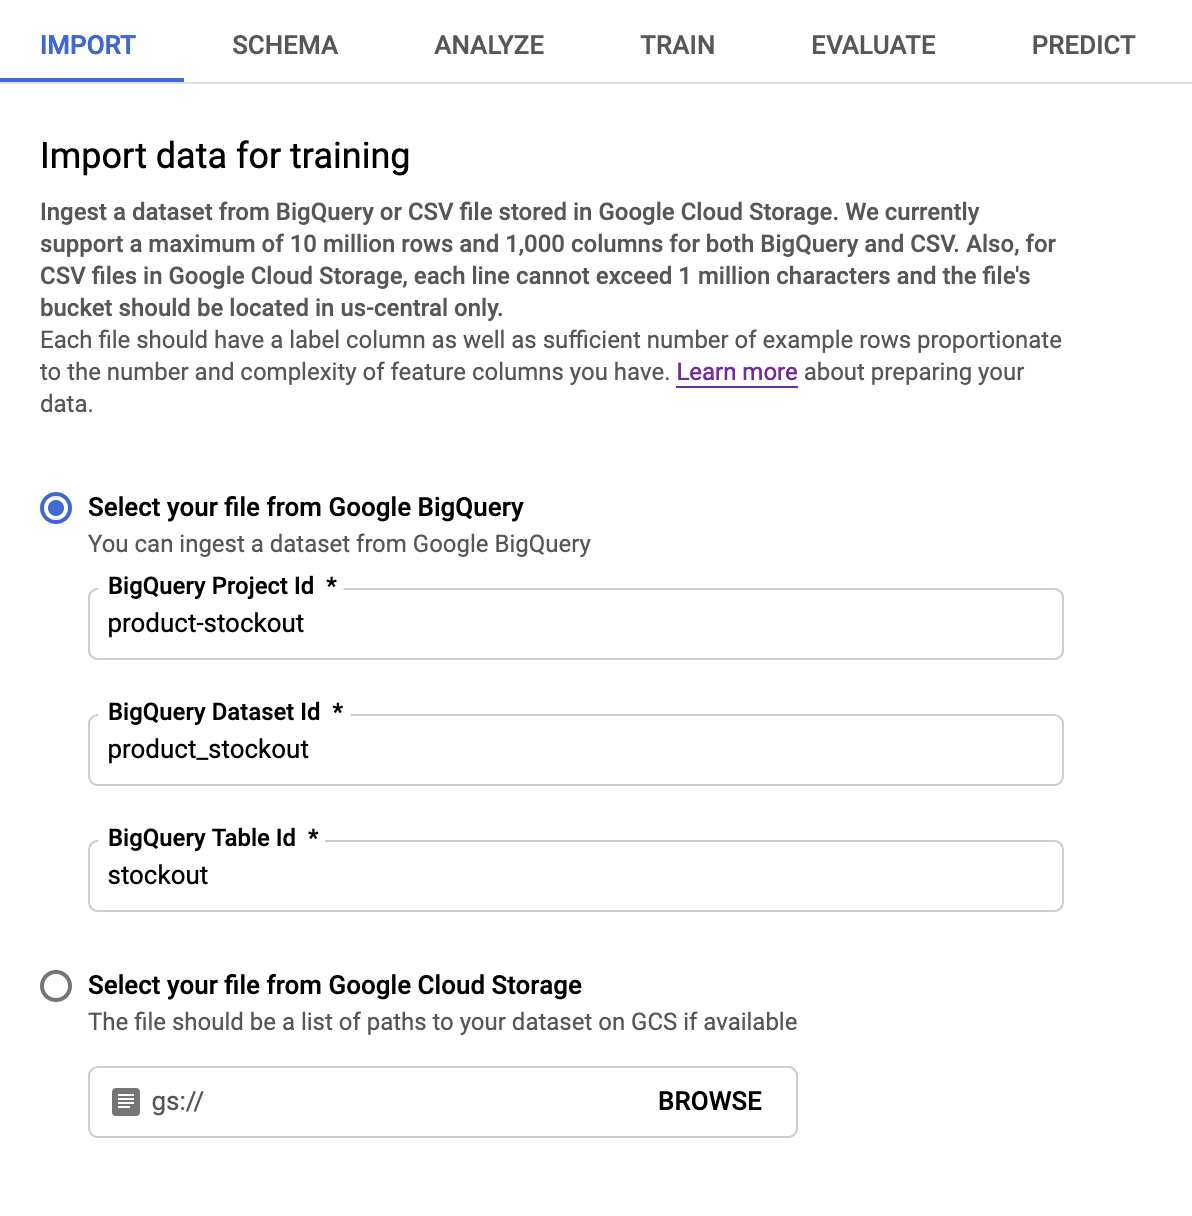 IMPORT SCHEMA ANALYZE TRAIN EVALUATE PREDICT
Import data for training
Ingest a dataset from BigQuery or CSV file stored in Google Cloud Storage. We currently
support a maximum of 10 million rows and 1,000 columns for both BigQuery and CSV. Also, for
CSV files in Google Cloud Storage, each line cannot exceed 1 million characters and the file's
bucket should be located in us-central only.
Each file should have a label column as well as sufficient number of example rows proportionate
to the number and complexity of feature columns you have. Learn more about preparing your
data.
Select your file from Google BigQuery
You can ingest a dataset from Google BigQuery
BigQuery Project Id *
product-stockout
BigQuery Dataset Id *
product_stockout
BigQuery Table Id *
stockout
Select your file from Google Cloud Storage
The file should be a list of paths to your dataset on GCS if available
gs:// BROWSE